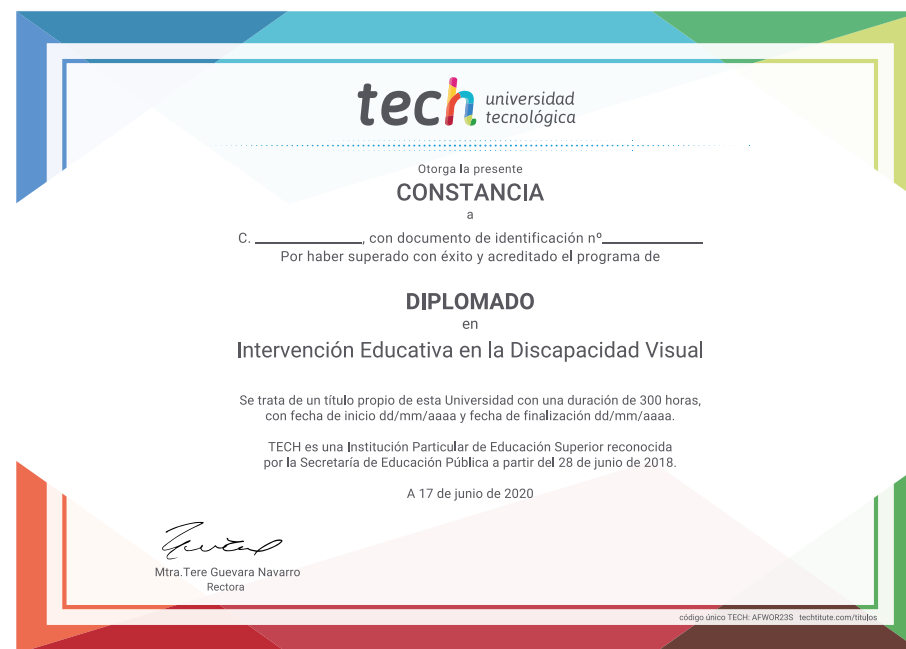 tech universidad
tecnológica
Otorga la presente
CONSTANCIA
a
C. ______________, con documento de identificación nº_____________
Por haber superado con éxito y acreditado el programa de
DIPLOMADO
en
Intervención Educativa en la Discapacidad Visual
Se trata de un título propio de esta Universidad con una duración de 300 horas,
con fecha de inicio dd/mm/aaaa y fecha de finalización dd/mm/aaaa.
TECH es una Institución Particular de Educación Superior reconocida
por la Secretaría de Educación Pública a partir del 28 de junio de 2018.
A 17 de junio de 2020
Mtra.Tere Guevara Navarro
Rectora
código único TECH: AFWOR23S techtitute.com/titulos